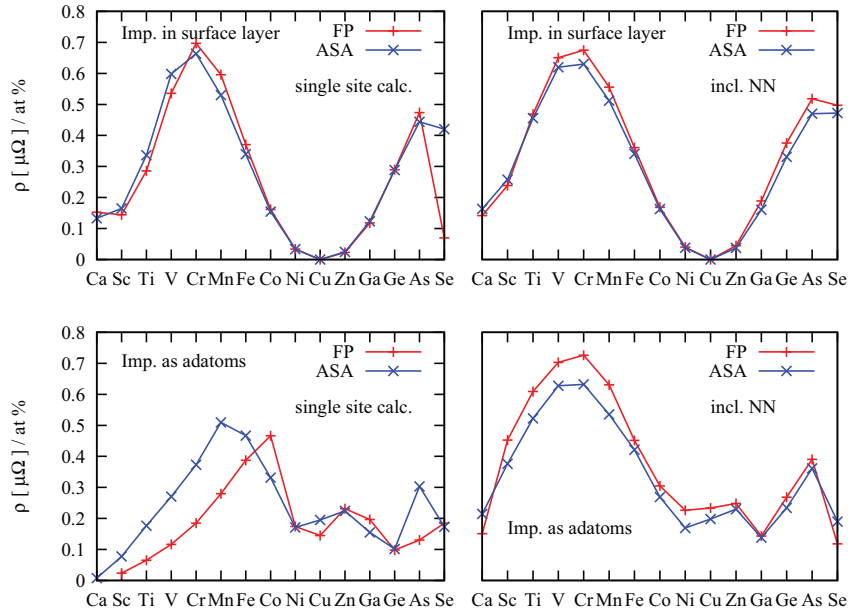 0.8
0.7
0.6
0.5
0.4
0.3
0.2
0.1
0
ρ [ μΩ ] / at %
Imp. in surface layer
FP
ASA
single site calc.
Ca Sc Ti V Cr Mn Fe Co Ni Cu Zn Ga Ge As Se
Imp. in surface layer
FP
ASA
incl. NN
Ca Sc Ti V Cr Mn Fe Co Ni Cu Zn Ga Ge As Se
0.8
0.7
0.6
0.5
0.4
0.3
0.2
0.1
0
ρ [ μΩ ] / at %
FP
Imp. as adatoms
ASA
single site calc.
Ca Sc Ti V Cr Mn Fe Co Ni Cu Zn Ga Ge As Se
FP
ASA
incl. NN
Imp. as adatoms
Ca Sc Ti V Cr Mn Fe Co Ni Cu Zn Ga Ge As Se